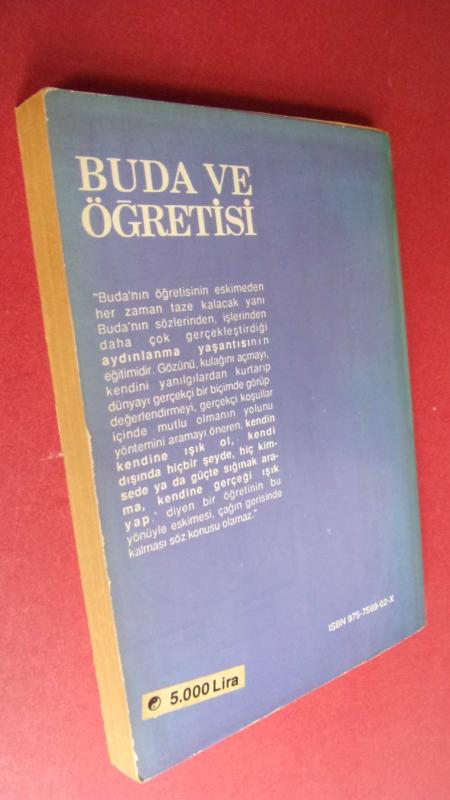 BUDA VE
ÖĞRETİSİ
"Buda'nın öğretisinin eskimeden
her zaman taze kalacak yanı
Buda'nın sözlerinden, işlerinden
daha çok gerçekleştirdiği
aydınlanma yaşantısının
eğitimidir. Gözünü, kulağını açmayı,
kendini yanılgılardan kurtarıp
dünyayı gerçekçi bir biçimde görüp
değerlendirmeyi, gerçekçi koşullar
içinde mutlu olmanın yolunu
yöntemini aramayı öneren, kendin
kendine ışık ol, kendi
dışında hiçbir şeyde, hiç kim-
sede ya da güçte sığınak ara-
ma, kendine gerçeği ışık
yap.' diyen bir öğretinin bu
yönüyle eskimesi, çağın gerisinde
kalması söz konusu olamaz."
ISBN 975-7569-02-X
5.000 Lira